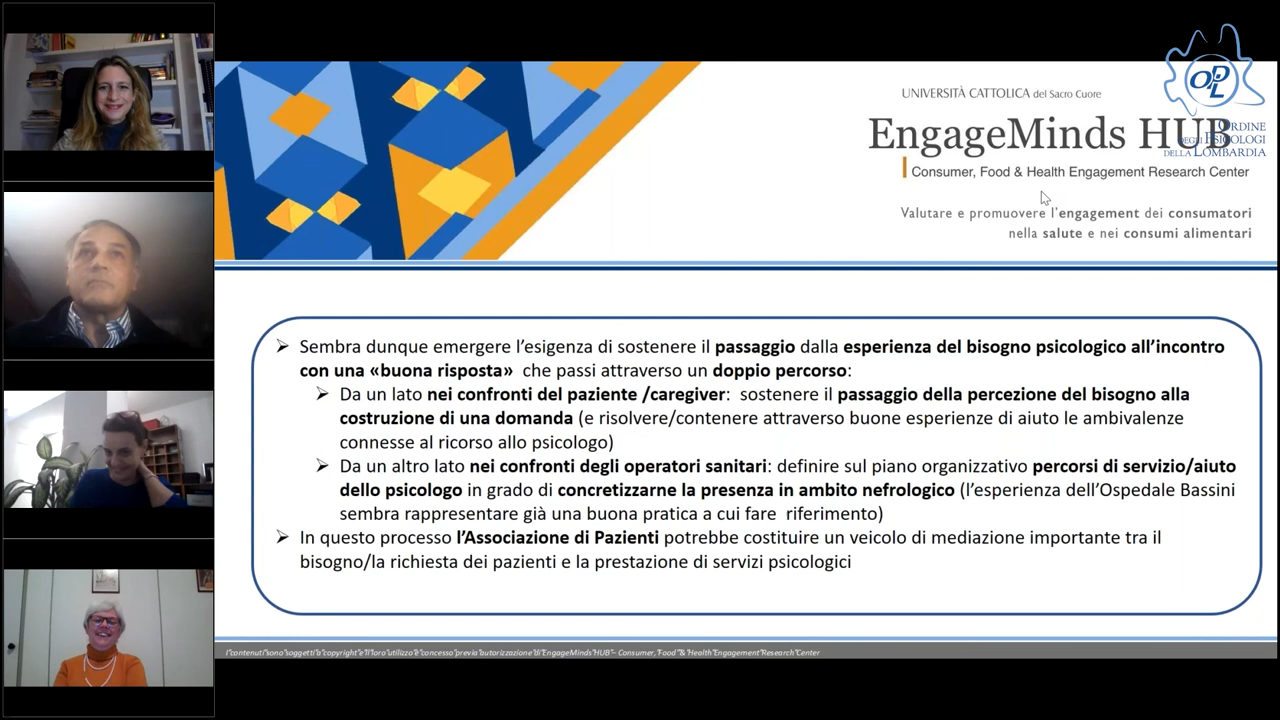 UNIVERSITÀ CATTOLICA del Sacro Cuore
EngageMinds HUB
Consumer, Food & Health Engagement Research Center
Valutare e promuovere l'engagement dei consumatori
nella salute e nei consumi alimentari
OPL
ORDINE
DEGLI PSICOLOGI
DELLA LOMBARDIA
➢ Sembra dunque emergere l'esigenza di sostenere il passaggio dalla esperienza del bisogno psicologico all'incontro
con una «buona risposta» che passi attraverso un doppio percorso:
➢ Da un lato nei confronti del paziente /caregiver: sostenere il passaggio della percezione del bisogno alla
costruzione di una domanda (e risolvere/contenere attraverso buone esperienze di aiuto le ambivalenze
connesse al ricorso allo psicologo)
➢ Da un altro lato nei confronti degli operatori sanitari: definire sul piano organizzativo percorsi di servizio/aiuto
dello psicologo in grado di concretizzarne la presenza in ambito nefrologico (l'esperienza dell'Ospedale Bassini
sembra rappresentare già una buona pratica a cui fare riferimento)
➢ In questo processo l'Associazione di Pazienti potrebbe costituire un veicolo di mediazione importante tra il
bisogno/la richiesta dei pazienti e la prestazione di servizi psicologici
I contenuti sono soggetti a copyright e il loro utilizzo è concesso previa autorizzazione di EngageMinds HUB – Consumer, Food & Health Engagement Research Center